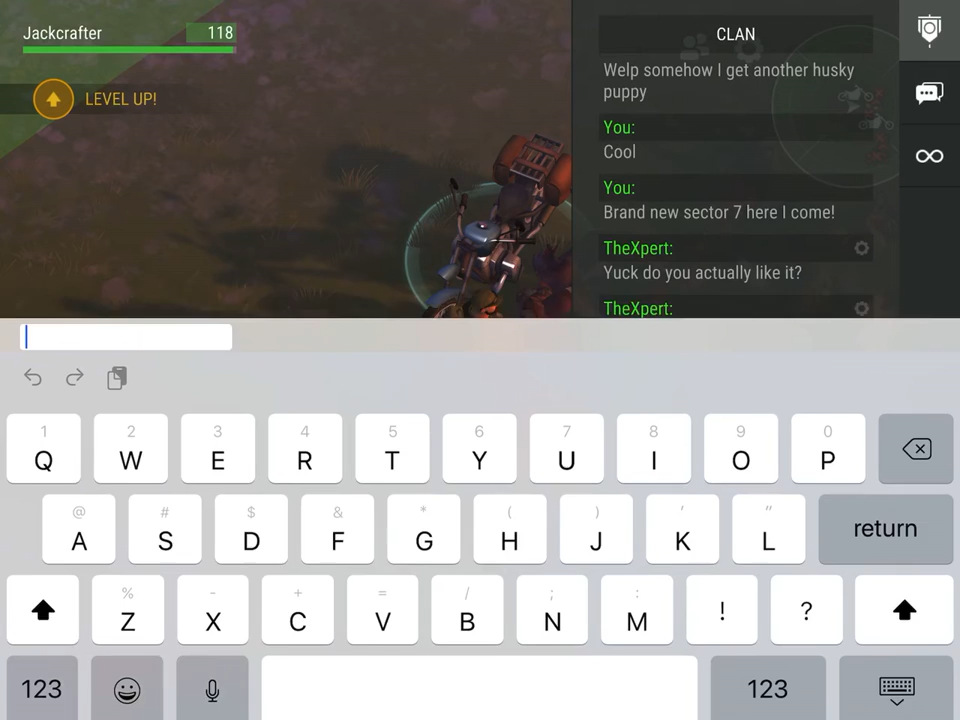 Jackcrafter 118
LEVEL UP!
CLAN
Welp somehow I get another husky
puppy
You:
Cool
You:
Brand new sector 7 here I come!
TheXpert:
Yuck do you actually like it?
TheXpert:
1 2 3 4 5 6 7 8 9 0
Q W E R T Y U I O P
@ # $ & * ( ) ' "
A S D F G H J K L return
% - + = / ; :
Z X C V B N M ! ?
123 123